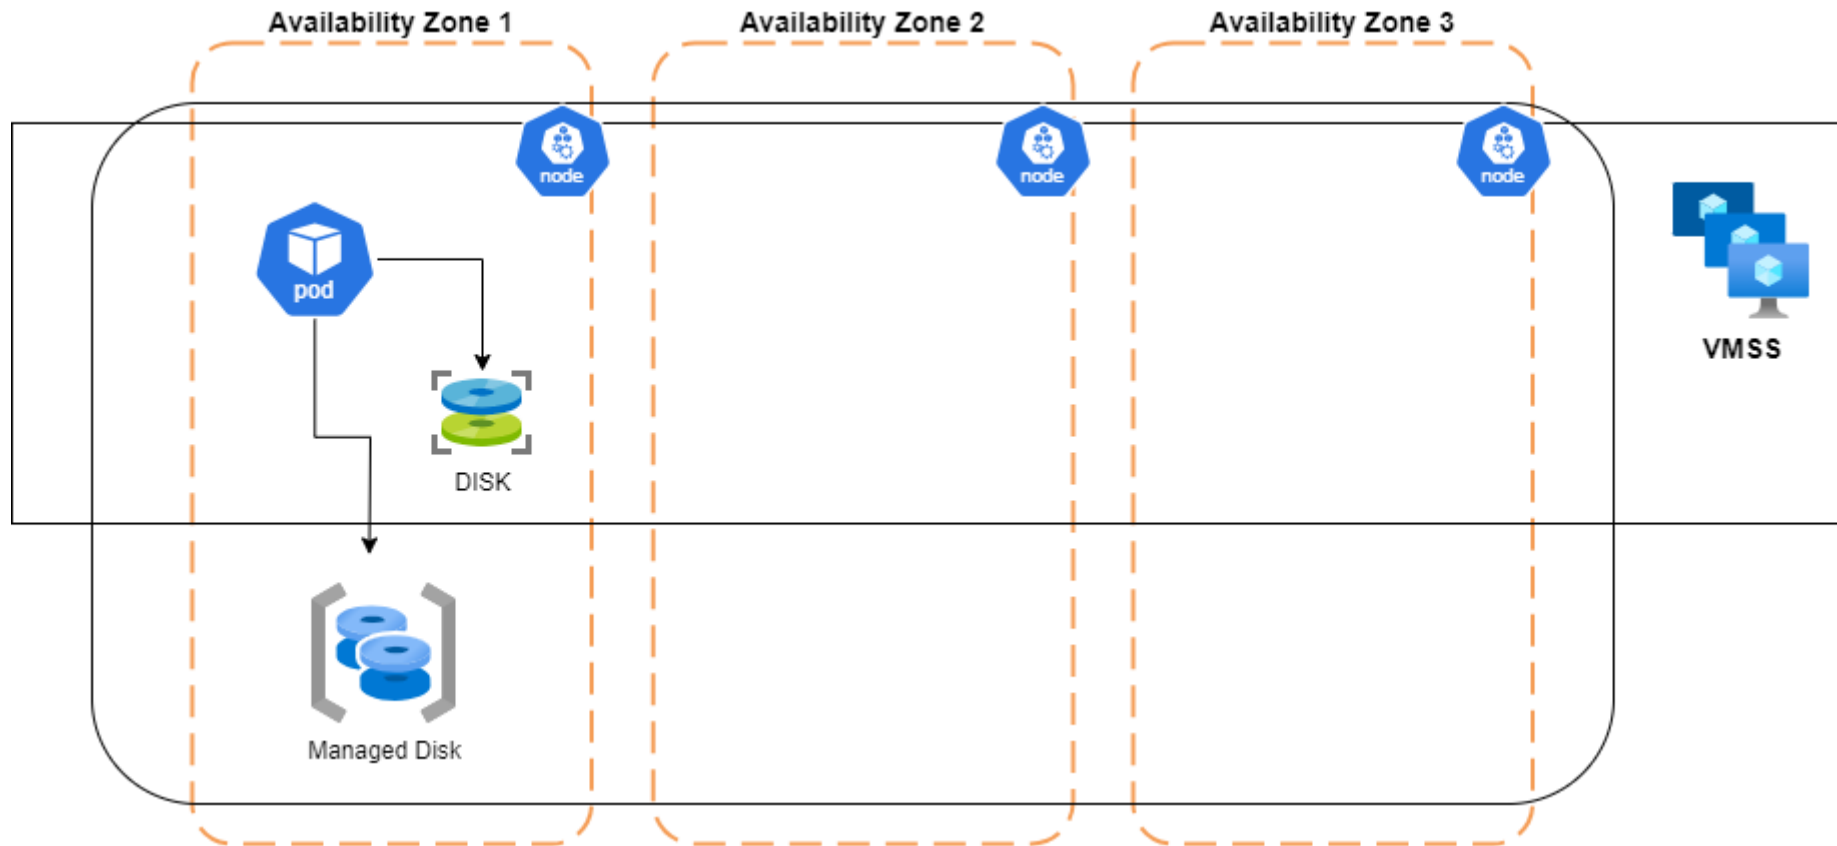 Availability Zone 1
Availability Zone 2
Availability Zone 3
node
node
node
pod
VMSS
DISK
Managed Disk